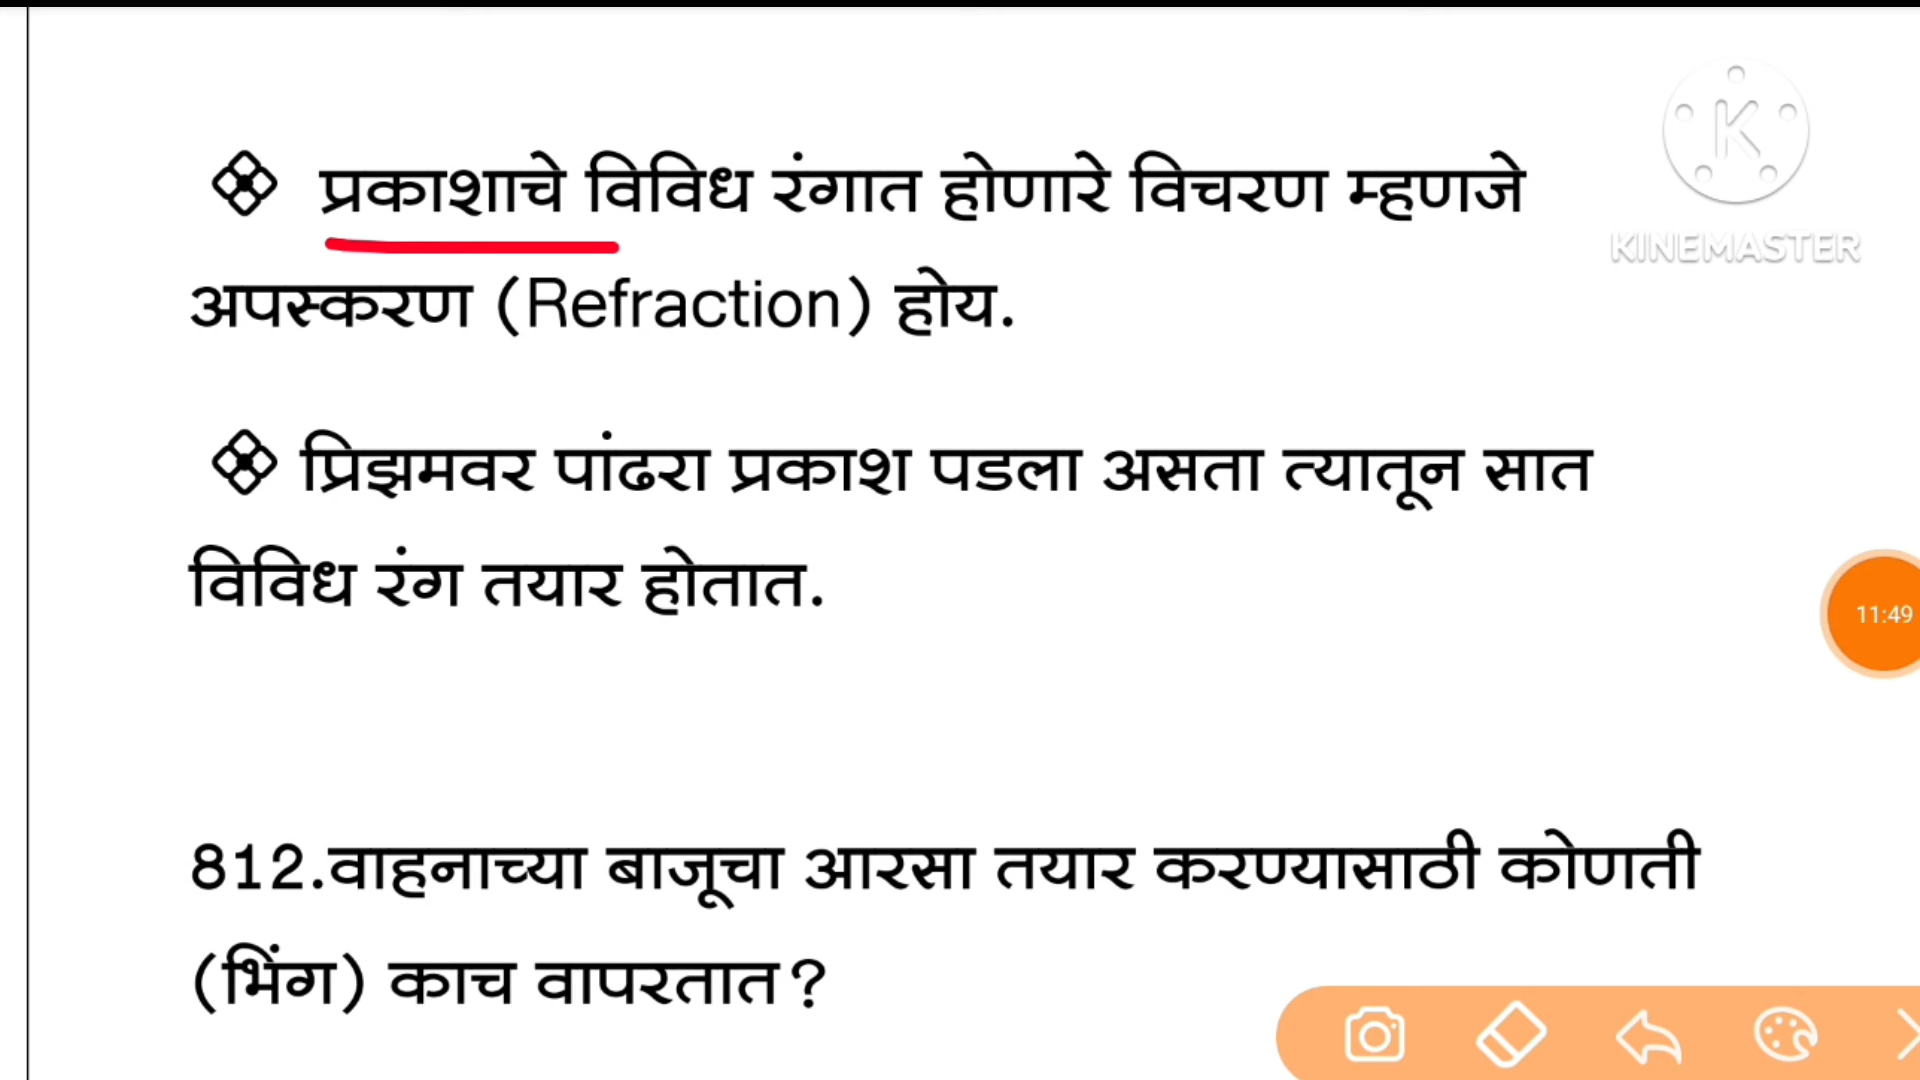 प्रकाशाचे विविध रंगात होणारे विचरण म्हणजे
अपस्करण (Refraction) होय.
प्रिझमवर पांढरा प्रकाश पडला असता त्यातून सात
विविध रंग तयार होतात.
812.वाहनाच्या बाजूचा आरसा तयार करण्यासाठी कोणती
(भिंग) काच वापरतात?
K
KINEMASTER
11:49